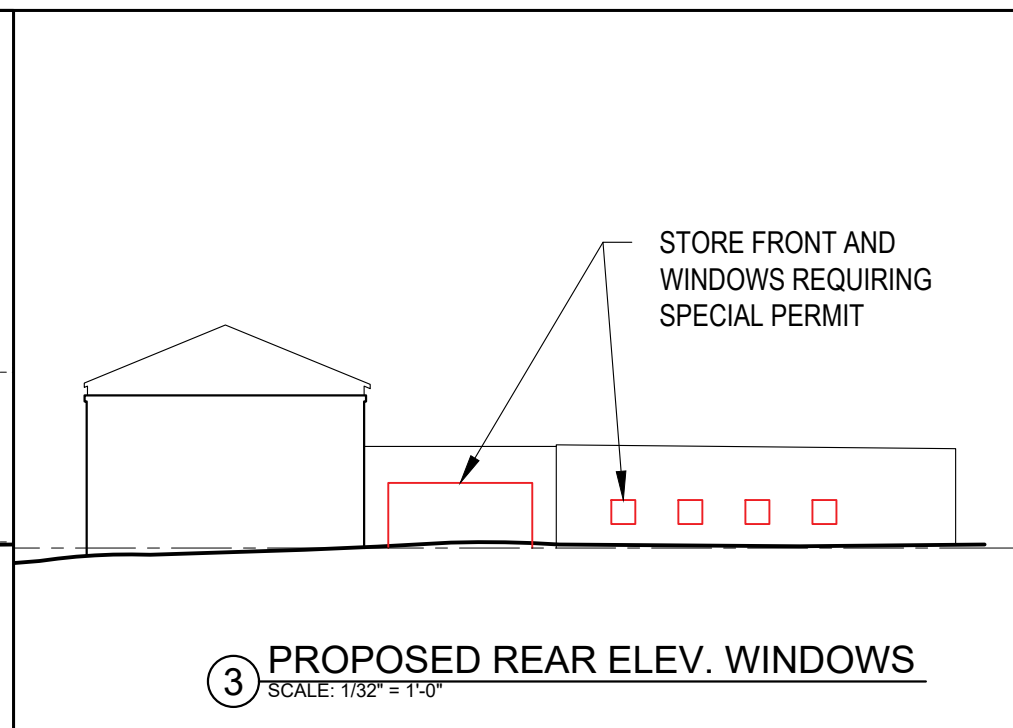 STORE FRONT AND
WINDOWS REQUIRING
SPECIAL PERMIT
3
PROPOSED REAR ELEV. WINDOWS
SCALE: 1/32" = 1'-0"